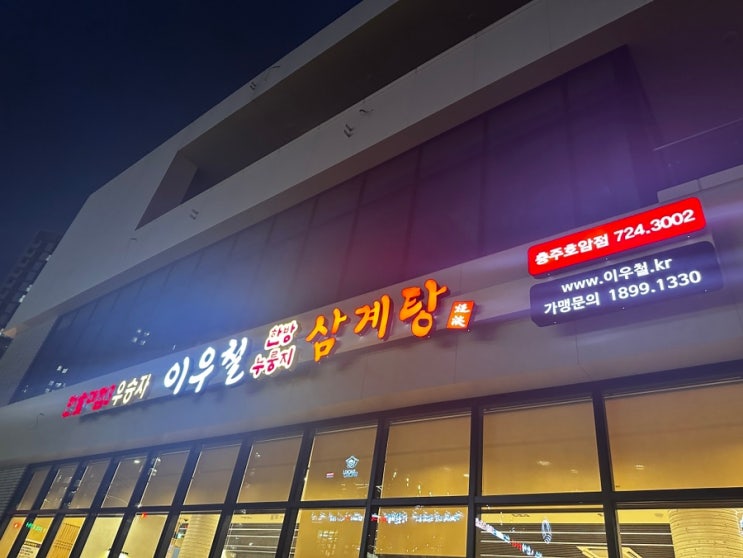 우승자 이우철 한방 누룽지 삼계탕
충주호암점 724.3002
www.이우철.kr
가맹문의 1899.1330